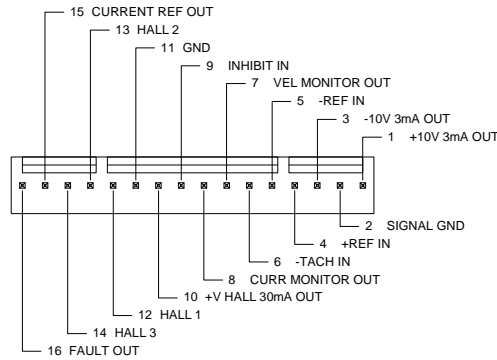 15 CURRENT REF OUT
13 HALL 2
11 GND
9 INHIBIT IN
7 VEL MONITOR OUT
5 -REF IN
3 -10V 3mA OUT
1 +10V 3mA OUT
2 SIGNAL GND
4 +REF IN
6 -TACH IN
8 CURR MONITOR OUT
10 +V HALL 30mA OUT
12 HALL 1
14 HALL 3
16 FAULT OUT